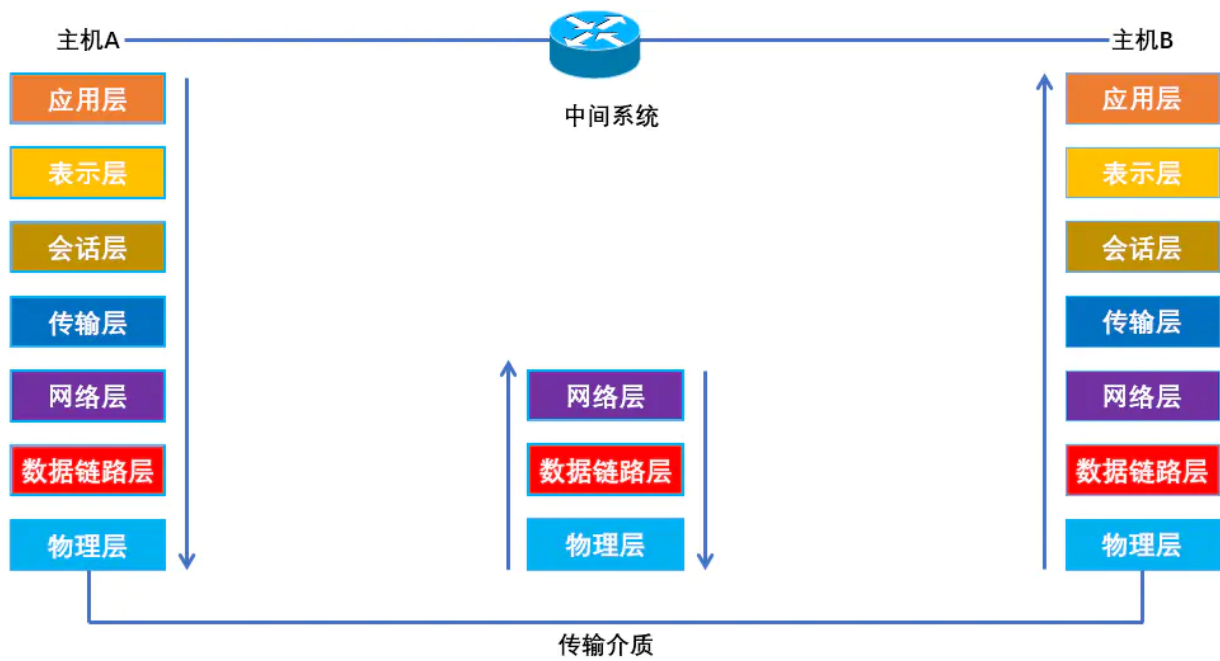 主机A
主机B
中间系统
应用层
表示层
会话层
传输层
网络层
数据链路层
物理层
网络层
数据链路层
物理层
应用层
表示层
会话层
传输层
网络层
数据链路层
物理层
传输介质